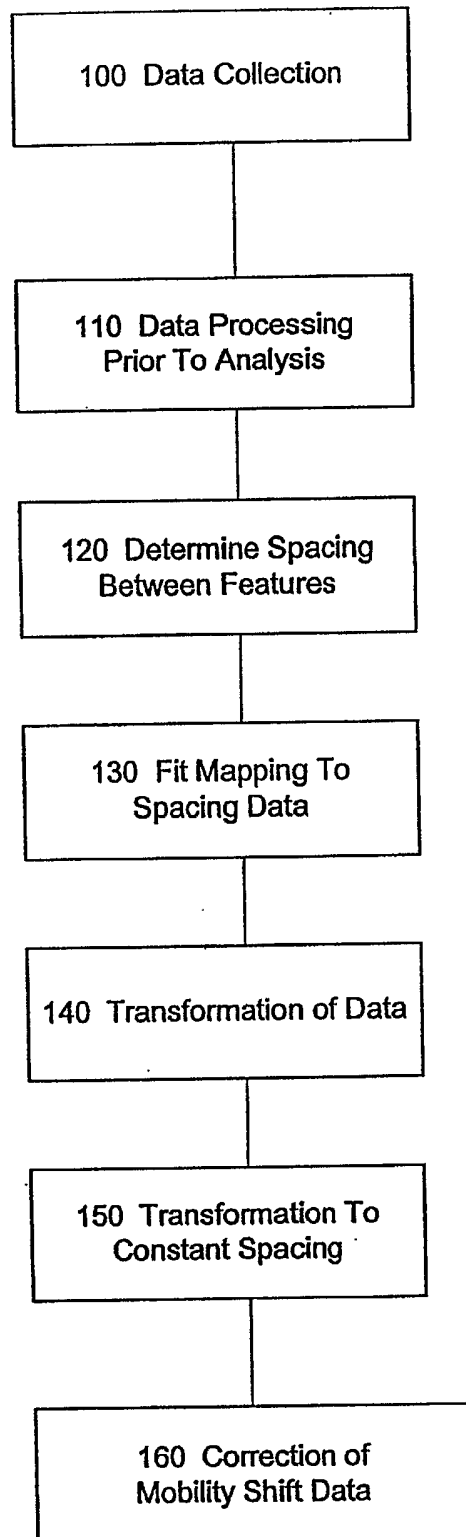 100 Data Collection
110 Data Processing
Prior To Analysis
120 Determine Spacing
Between Features
130 Fit Mapping To
Spacing Data
140 Transformation of Data
150 Transformation To
Constant Spacing
160 Correction of
Mobility Shift Data